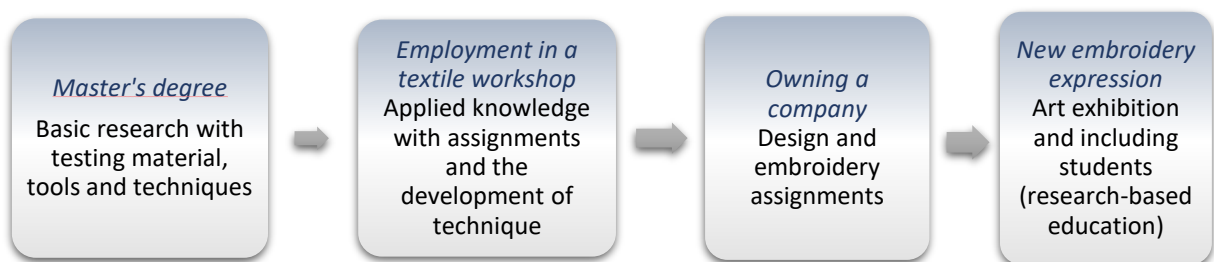 Master's degree
Basic research with
testing material,
tools and techniques
Employment in a
textile workshop
Applied knowledge
with assignments
and the
development of
technique
Owning a
company
Design and
embroidery
assignments
New embroidery
expression
Art exhibition
and including
students
(research-based
education)